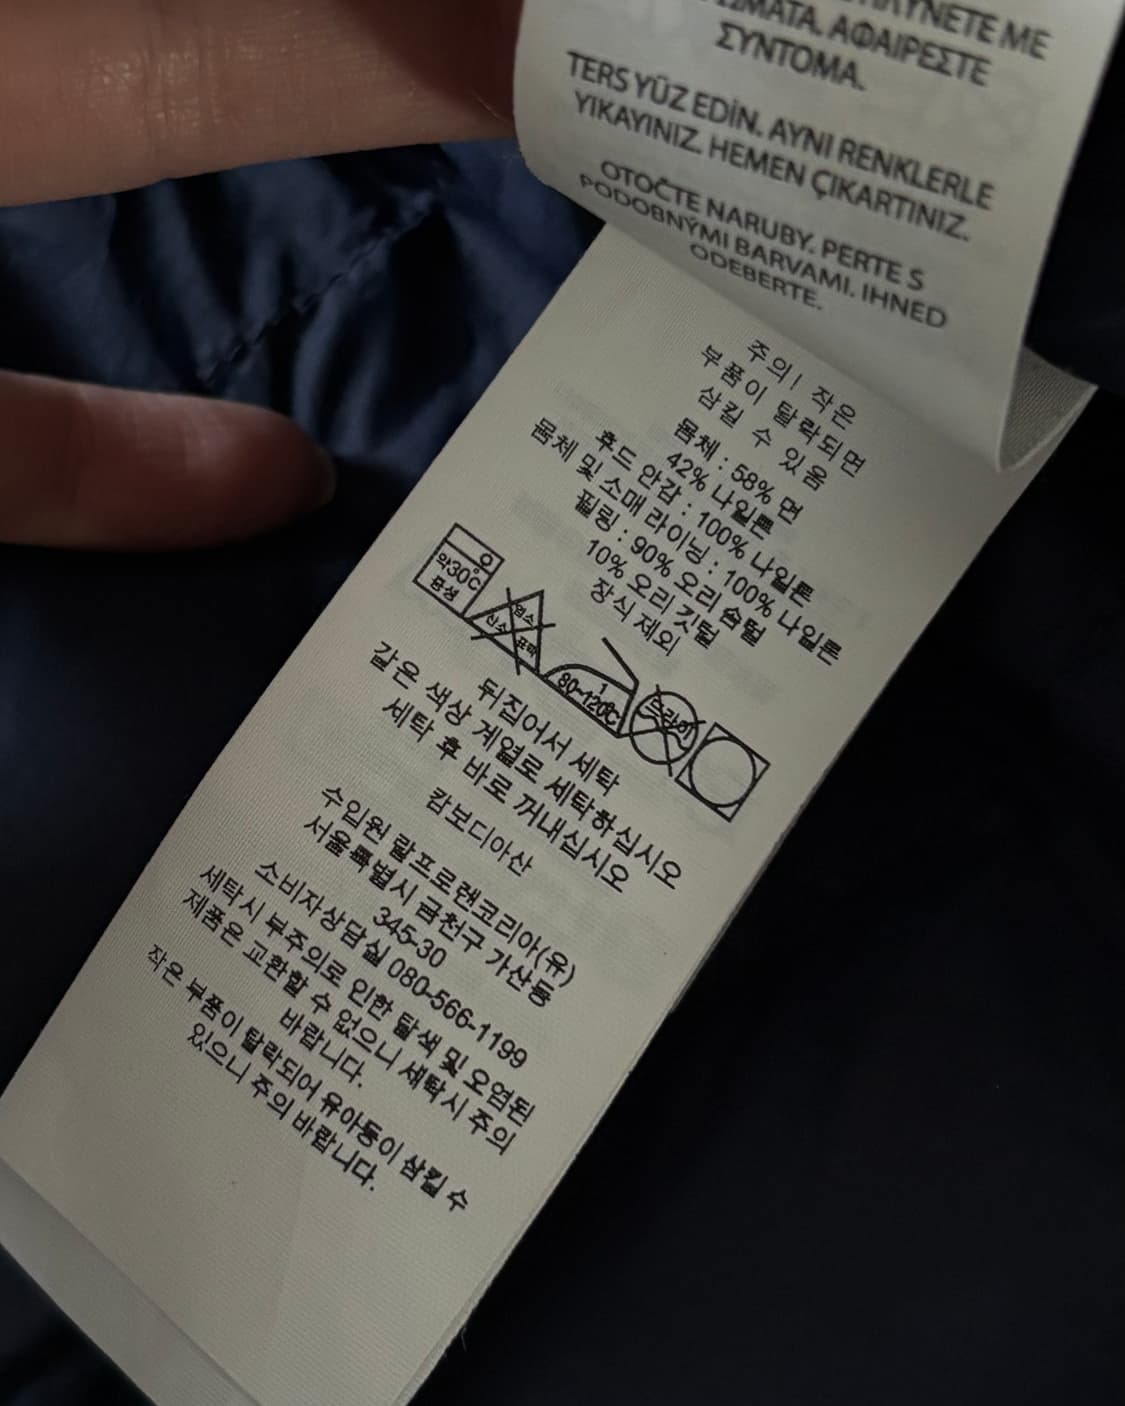 ΜΕ
ΑΦΑΙΡΕΣΤΕ
ΣΥΝΤΟΜΑ.
TERS YÜZ EDİN. AYNI RENKLERLE
YIKAYINIZ. HEMEN ÇIKARTINIZ.
OTOČTE NARUBY. PERTE S
PODOBNÝMI BARVAMI. IHNED
ODEBERTE.
주의! 작은
부품이 탈락되면
삼킬 수 있음
몸체 : 58% 면
42% 나일론
후드 안감 : 100% 나일론
몸체 및 소매 라이닝 : 100% 나일론
필링 : 90% 오리 솜털
10% 오리 깃털
장식 제외
약30℃
중성
염소
산소 표백
80~120℃
드라이
뒤집어서 세탁
같은 색상 계열로 세탁하십시오
세탁 후 바로 꺼내십시오
캄보디아산
수입원 랄프로렌코리아(유)
서울특별시 금천구 가산동
345-30
소비자상담실 080-566-1199
세탁시 부주의로 인한 탈색 및 오염된
제품은 교환할 수 없으니 세탁시 주의
바랍니다.
작은 부품이 탈락되어 유아동이 삼킬 수
있으니 주의 바랍니다.